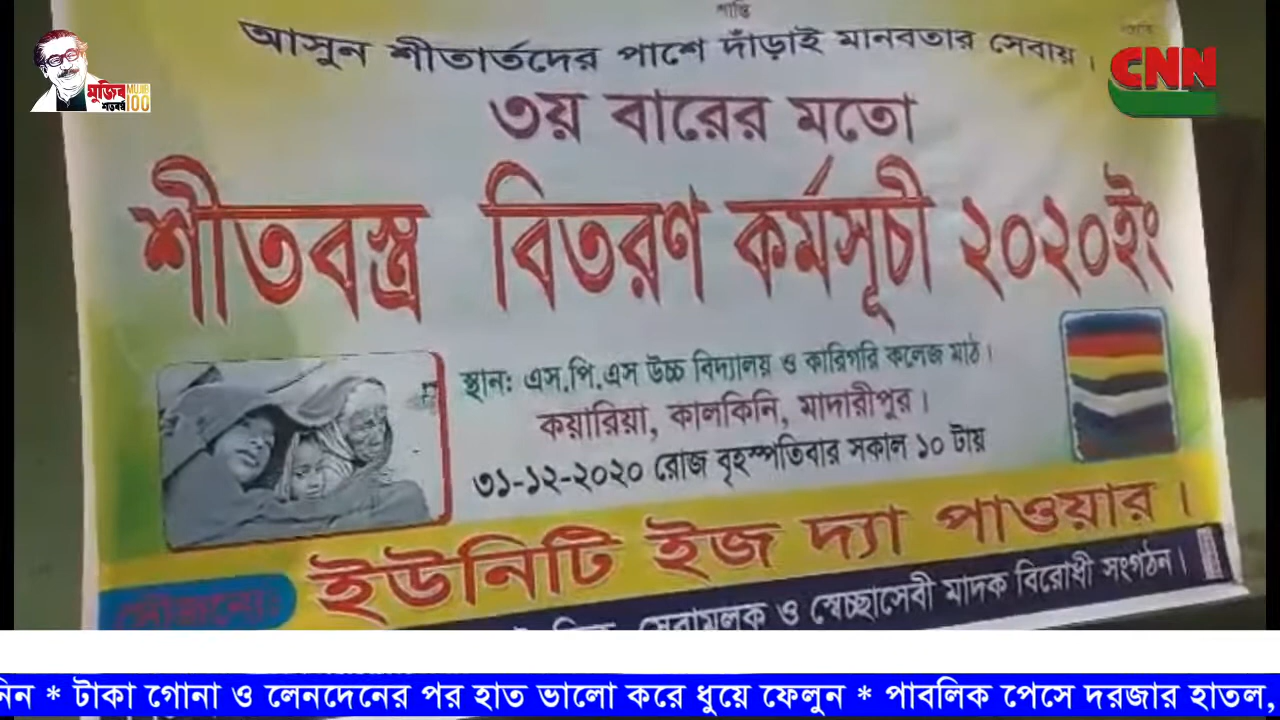 শান্তি
আসুন শীতার্তদের পাশে দাঁড়াই মানবতার সেবায়।
CNN
মুজিব
শতবর্ষ
MUJIB
100
৩য় বারের মতো
শীতবস্ত্র বিতরণ কর্মসূচী ২০২০ইং
স্থান: এস.পি.এস উচ্চ বিদ্যালয় ও কারিগরি কলেজ মাঠ।
কয়ারিয়া, কালকিনি, মাদারীপুর।
৩১-১২-২০২০ রোজ বৃহস্পতিবার সকাল ১০ টায়
সৌজন্যে:
ইউনিটি ইজ দ্যা পাওয়ার।
সেবামূলক ও স্বেচ্ছাসেবী মাদক বিরোধী সংগঠন।
নিন * টাকা গোনা ও লেনদেনের পর হাত ভালো করে ধুয়ে ফেলুন * পাবলিক পেসে দরজার হাতল,